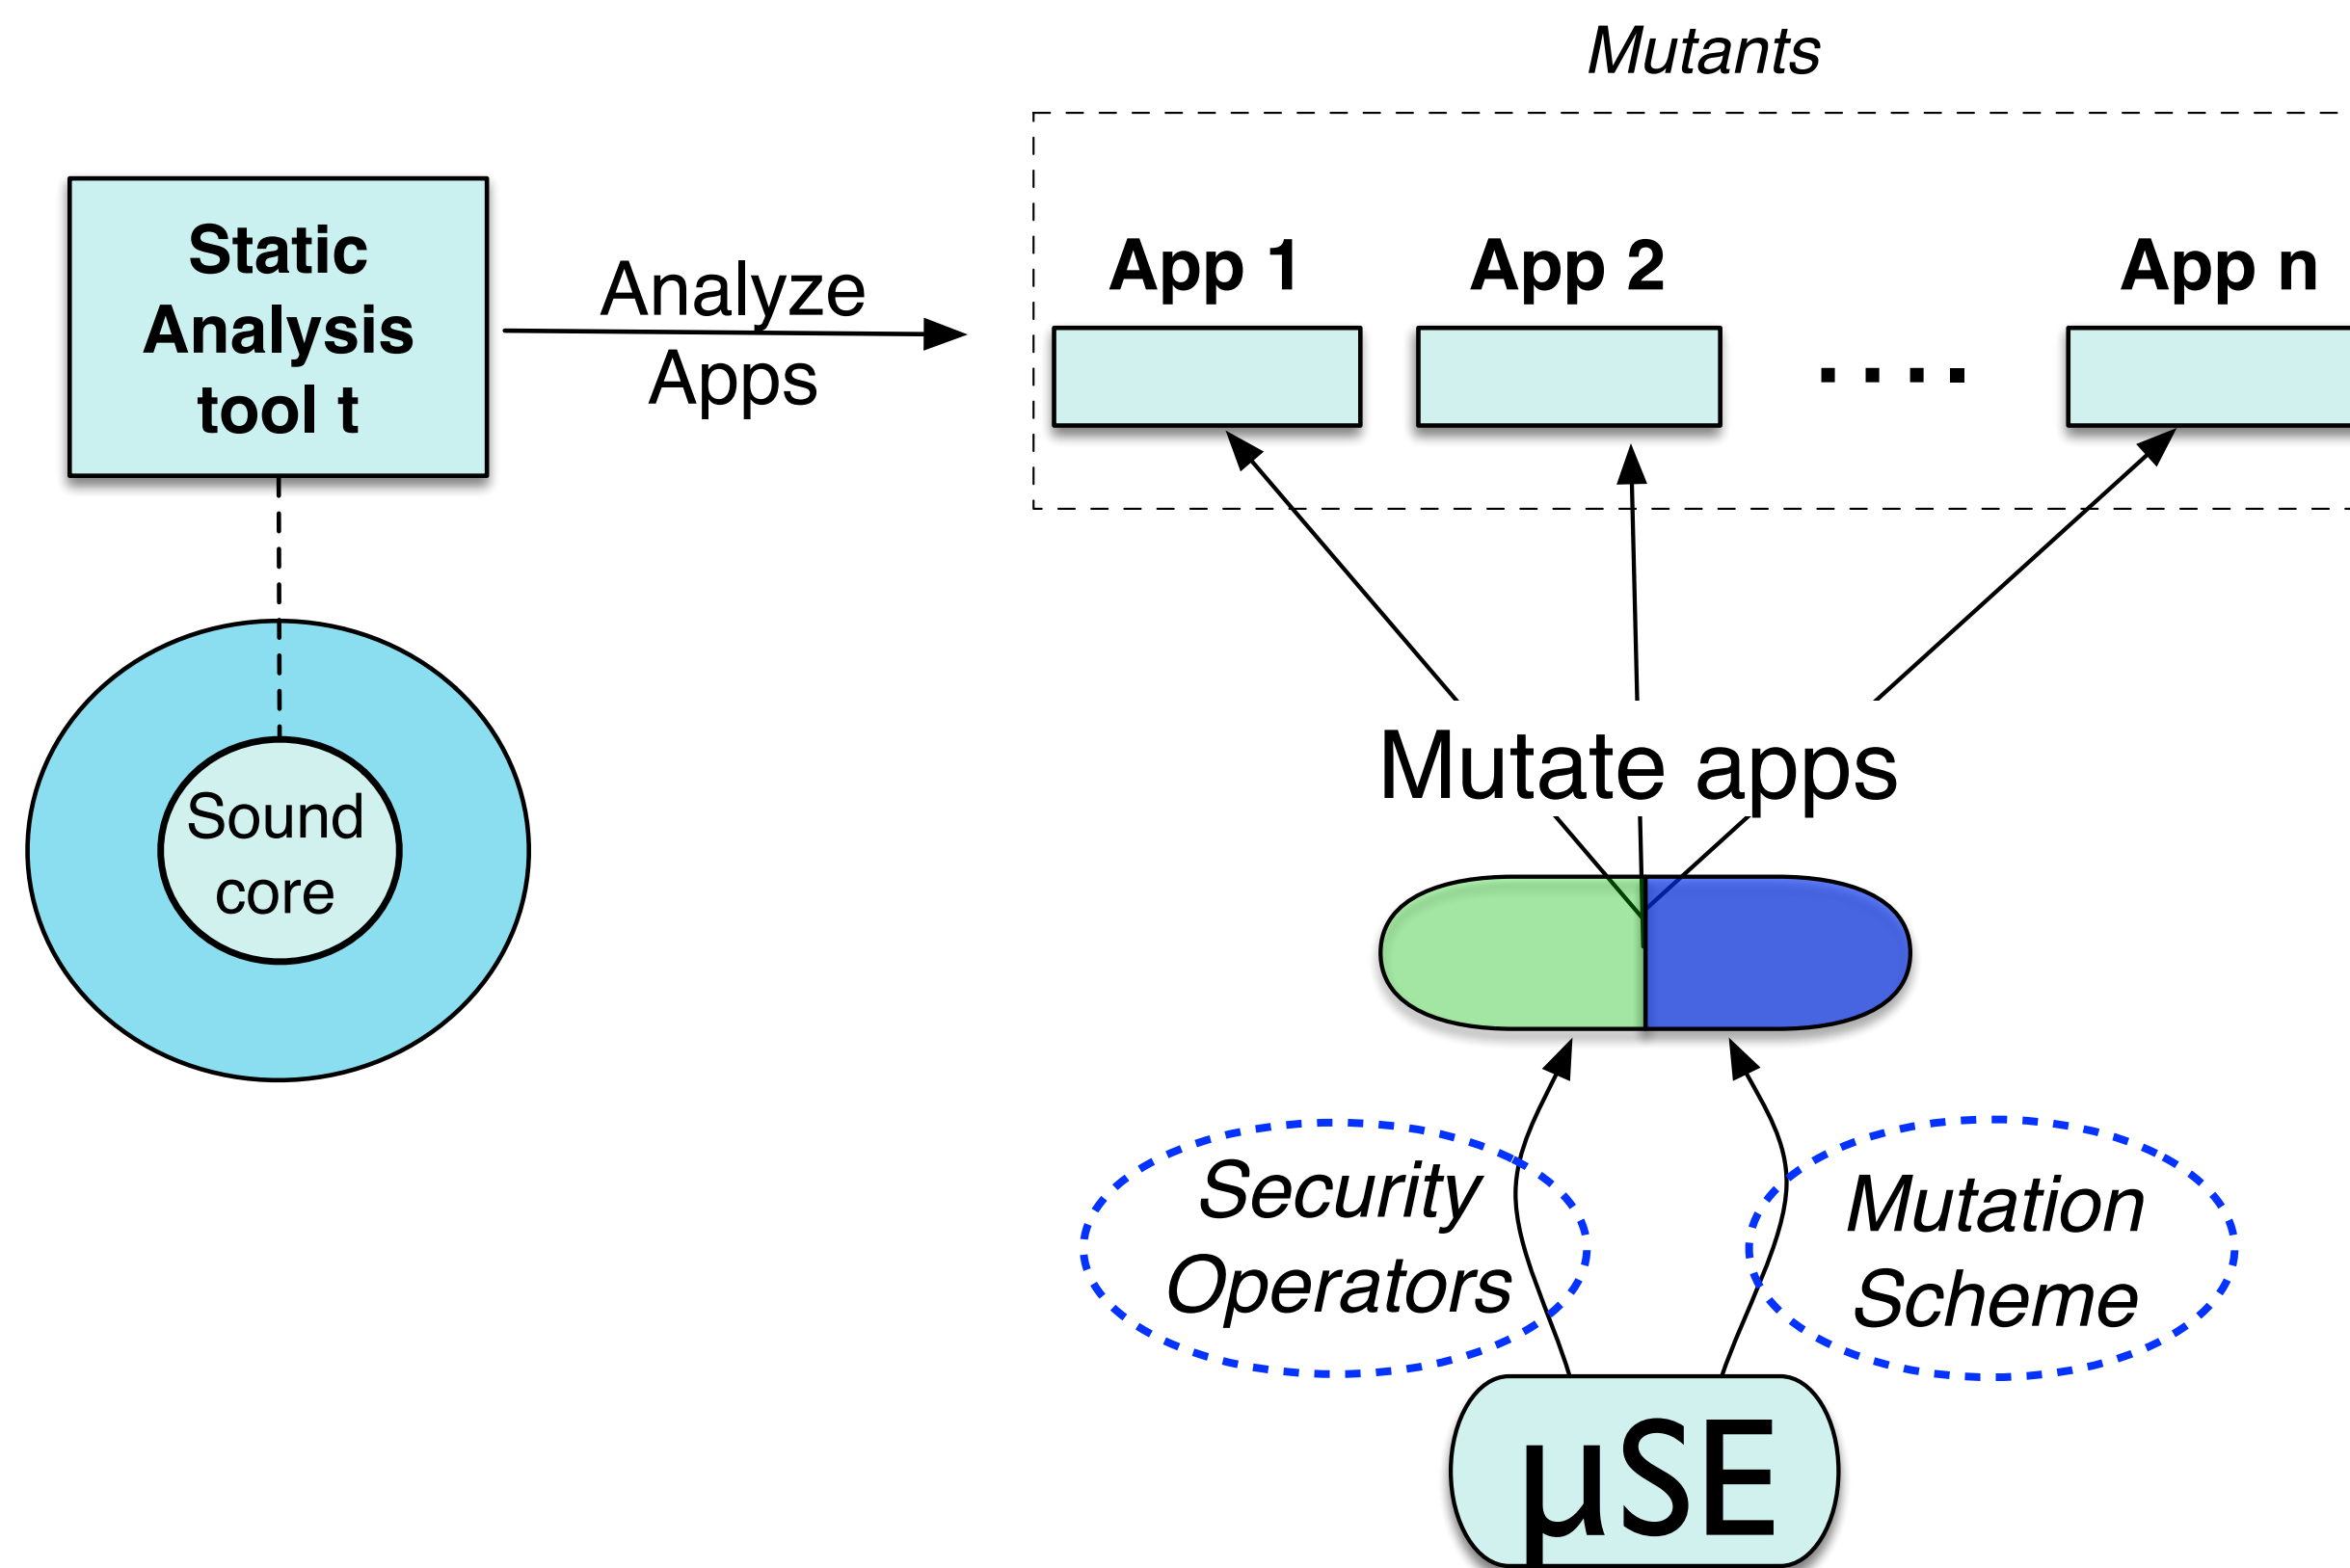 Mutants
Static
Analysis
tool t
Analyze
Apps
App 1
App 2
....
App n
Sound
core
Mutate apps
Security
Operators
Mutation
Scheme
µSE